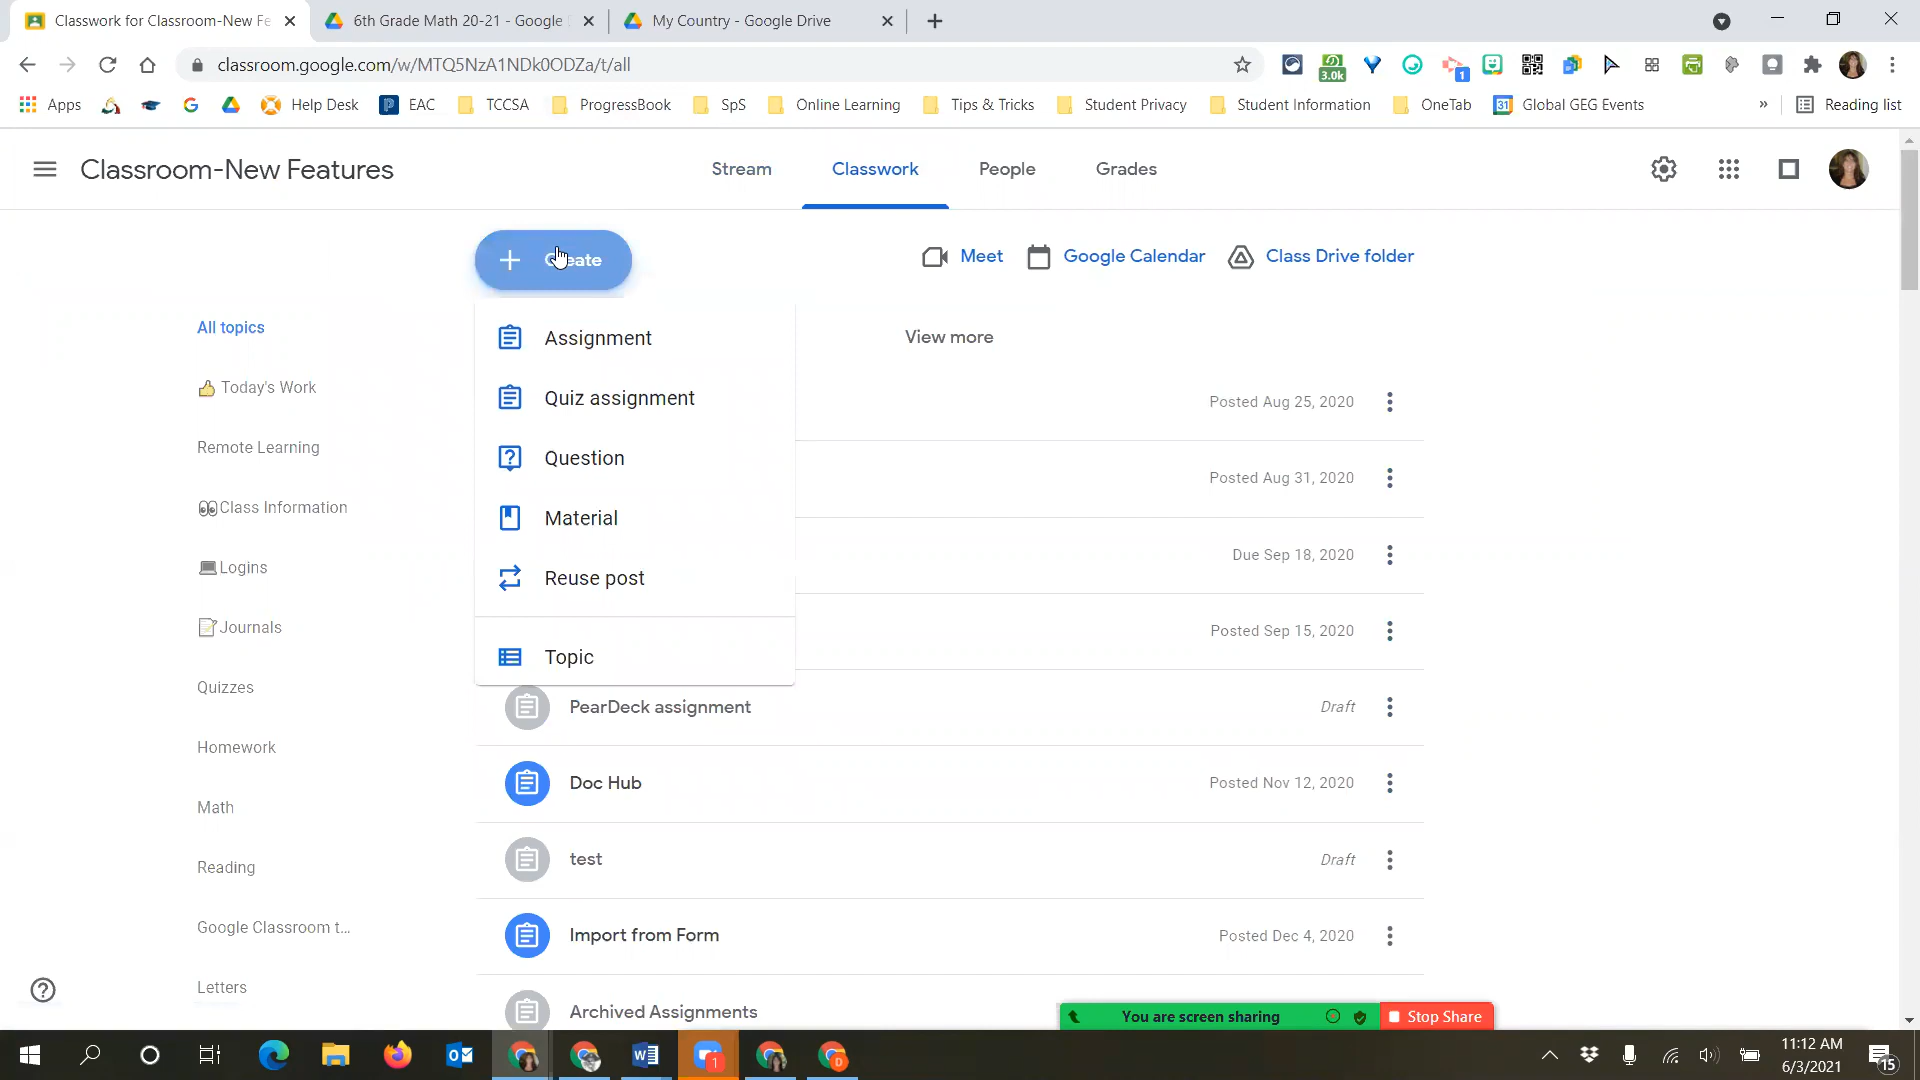 Classwork for Classroom-New Fe
6th Grade Math 20-21 - Google D
My Country - Google Drive
classroom.google.com/w/MTQ5NzA1NDk0ODZa/t/all
3.0k
1
Apps
Help Desk
EAC
TCCSA
ProgressBook
SpS
Online Learning
Tips & Tricks
Student Privacy
Student Information
OneTab
31
Global GEG Events
»
Reading list
Classroom-New Features
Stream
Classwork
People
Grades
Create
Meet
Google Calendar
Class Drive folder
All topics
Today's Work
Remote Learning
Class Information
Logins
Journals
Quizzes
Homework
Math
Reading
Google Classroom t...
Letters
Assignment
Quiz assignment
Question
Material
Reuse post
Topic
View more
Posted Aug 25, 2020
Posted Aug 31, 2020
Due Sep 18, 2020
Posted Sep 15, 2020
PearDeck assignment
Draft
Doc Hub
Posted Nov 12, 2020
test
Draft
Import from Form
Posted Dec 4, 2020
Archived Assignments
You are screen sharing
Stop Share
1
11:12 AM
6/3/2021
15